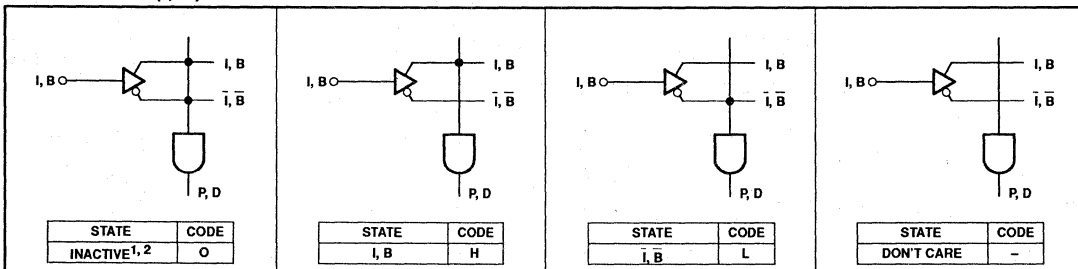 I, B
I, B
I̅, B̅
P, D
STATE CODE
INACTIVE1, 2 O
I, B
I, B
I̅, B̅
P, D
STATE CODE
I, B H
I, B
I, B
I̅, B̅
P, D
STATE CODE
I̅, B̅ L
I, B
I, B
I̅, B̅
P, D
STATE CODE
DON'T CARE –